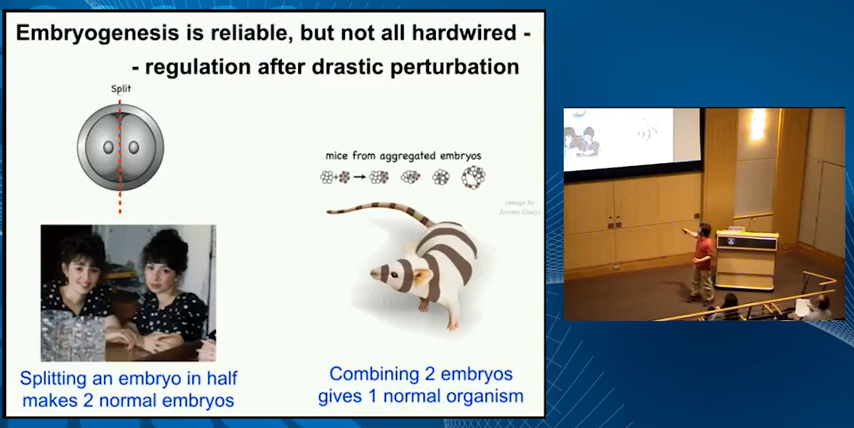 Embryogenesis is reliable, but not all hardwired -
- regulation after drastic perturbation
Split
mice from aggregated embryos
(image by
Jeremy Guay)
Splitting an embryo in half
makes 2 normal embryos
Combining 2 embryos
gives 1 normal organism